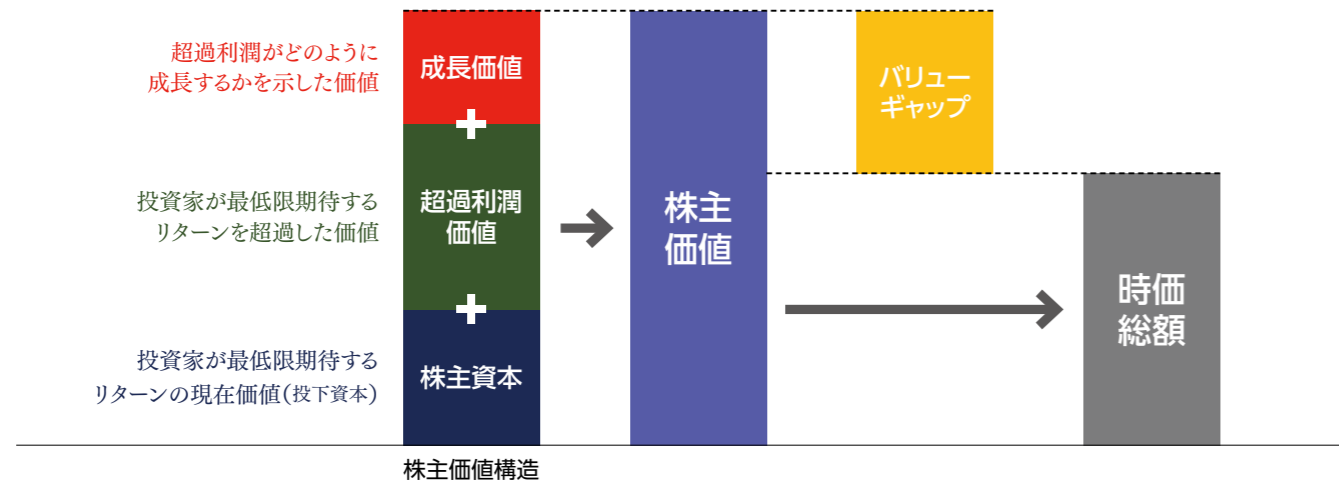 超過利潤がどのように
成長するかを示した価値
成長価値
バリュー
ギャップ
投資家が最低限期待する
リターンを超過した価値
超過利潤
価値
株主
価値
時価
総額
投資家が最低限期待する
リターンの現在価値(投下資本)
株主資本
株主価値構造